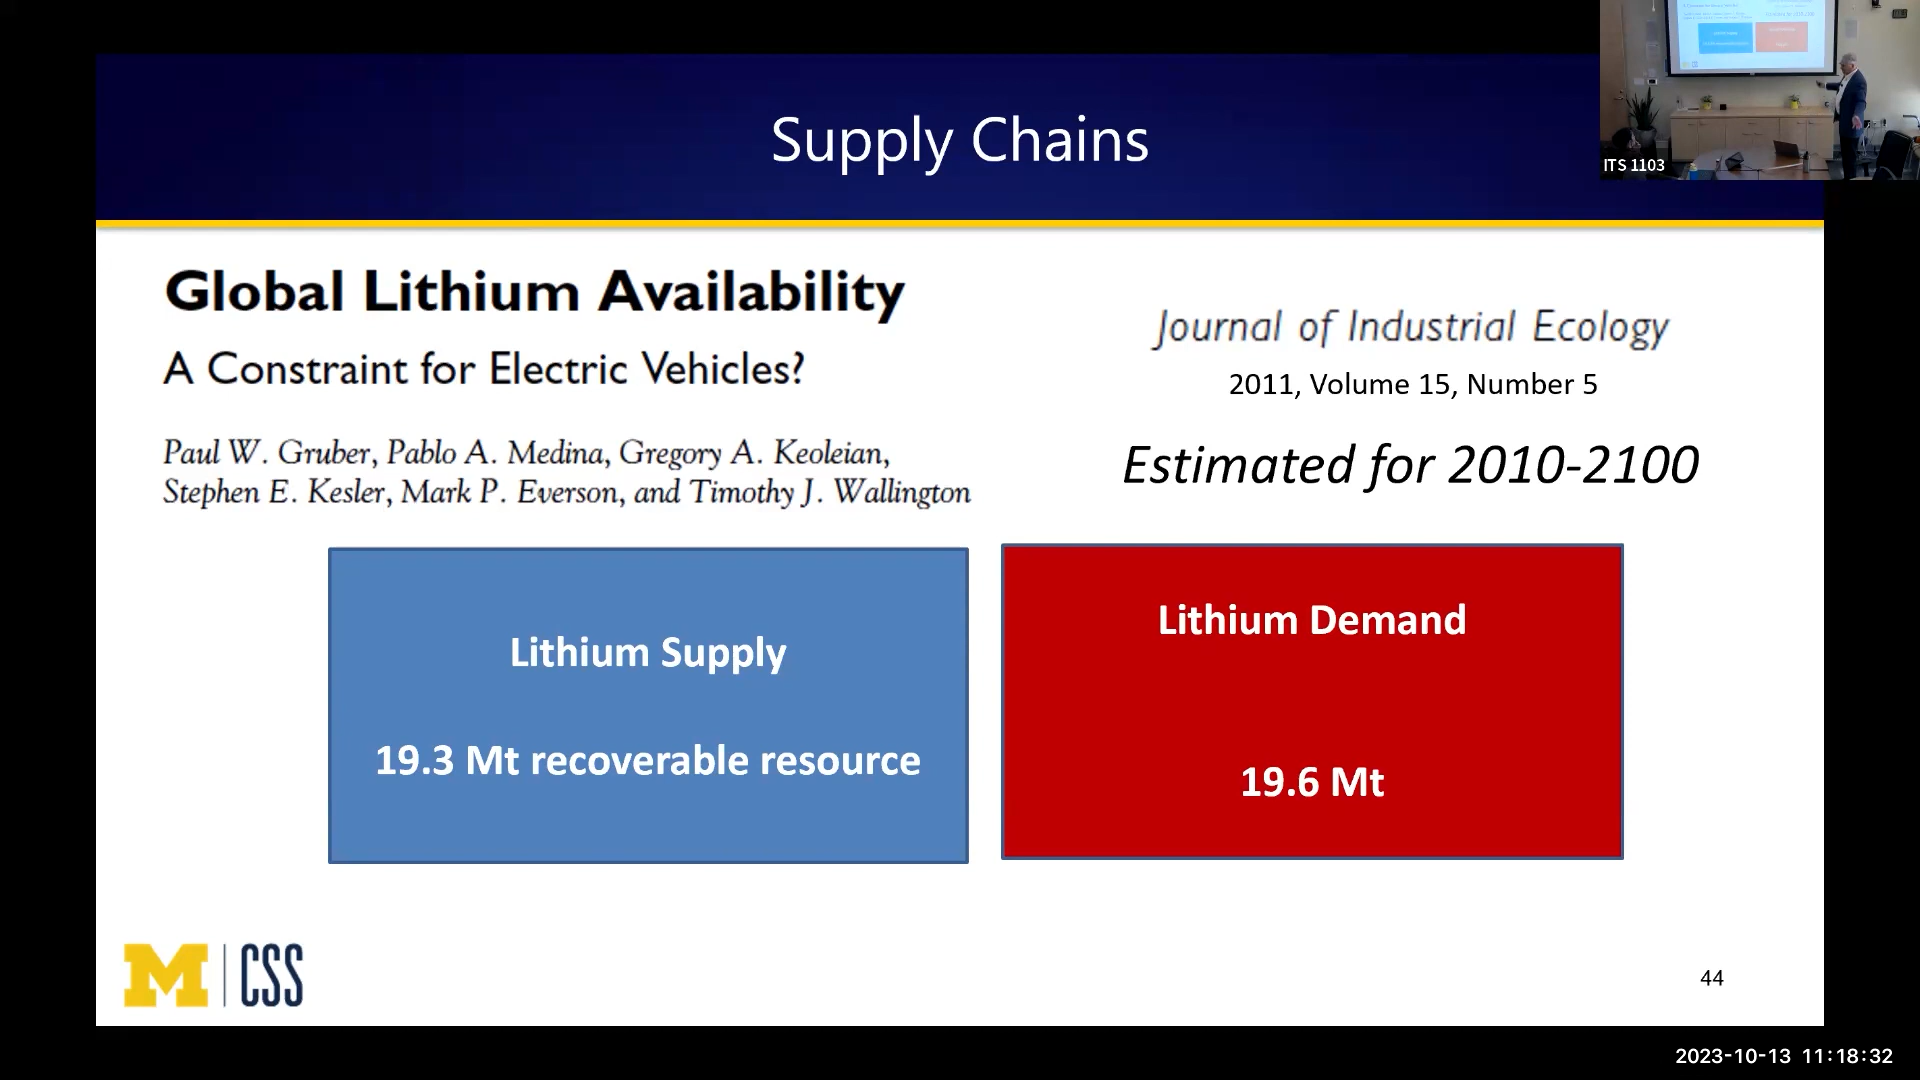 Supply Chains
ITS 1103
Global Lithium Availability
A Constraint for Electric Vehicles?
Paul W. Gruber, Pablo A. Medina, Gregory A. Keoleian,
Stephen E. Kesler, Mark P. Everson, and Timothy J. Wallington
Journal of Industrial Ecology
2011, Volume 15, Number 5
Estimated for 2010-2100
Lithium Supply
19.3 Mt recoverable resource
Lithium Demand
19.6 Mt
M CSS
44
2023-10-13 11:18:32